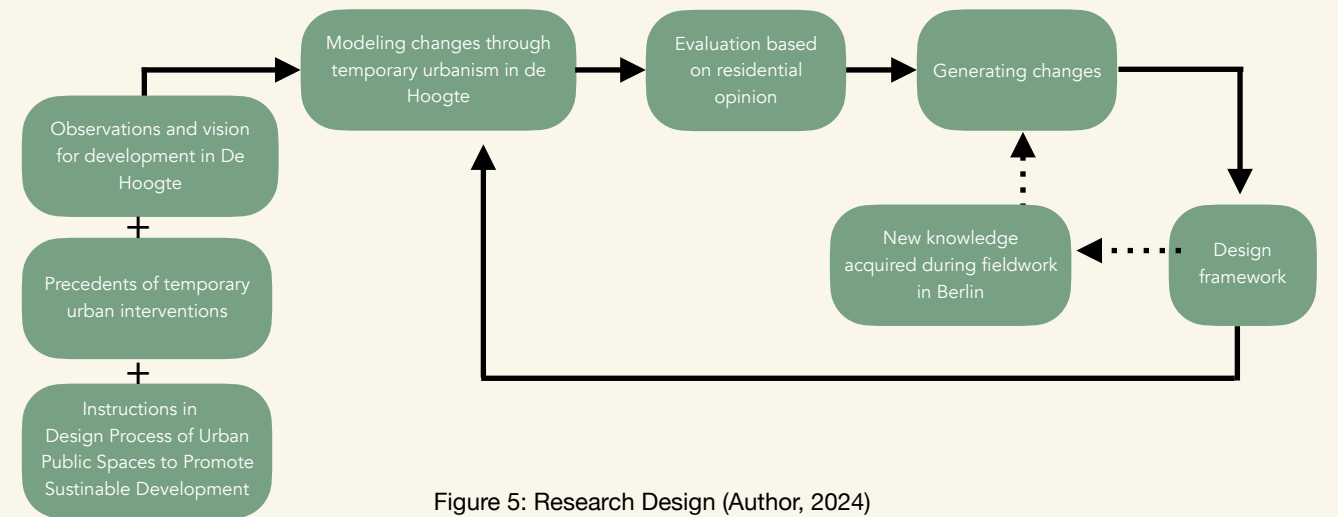 Modeling changes through
temporary urbanism in de
Hoogte
Evaluation based
on residential
opinion
Generating changes
Observations and vision
for development in De
Hoogte
+
Precedents of temporary
urban interventions
+
Instructions in
Design Process of Urban
Public Spaces to Promote
Sustinable Development
New knowledge
acquired during fieldwork
in Berlin
Design
framework
Figure 5: Research Design (Author, 2024)